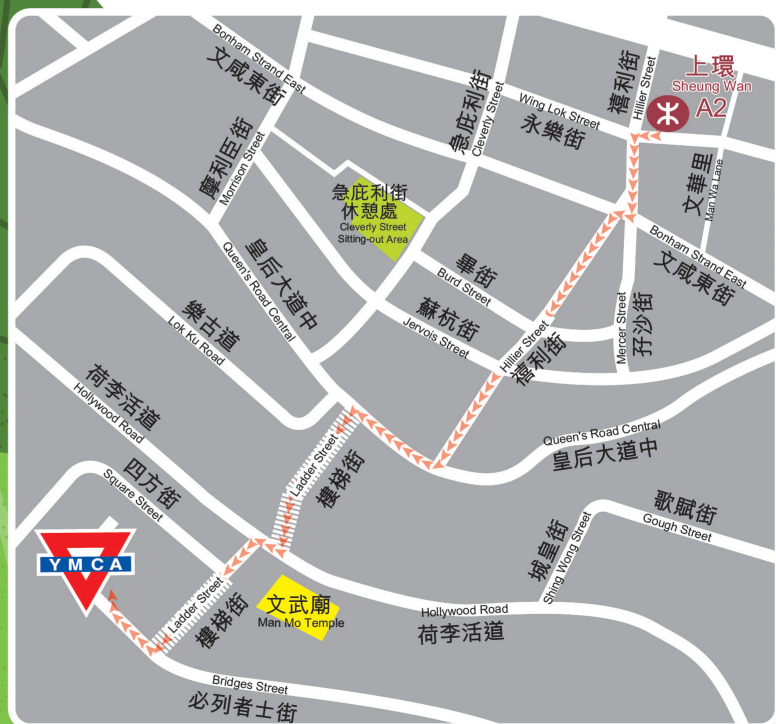 Bonham Strand East
文咸東街
摩利臣街
Morrison Street
急庇利街
Cleverly Street
Wing Lok Street
永樂街
禧利街
Hillier Street
上環
Sheung Wan
A2
文華里
Man Wa Lane
急庇利街
休憩處
Cleverly Street
Sitting-out Area
Bonham Strand East
文咸東街
皇后大道中
Queen's Road Central
畢街
Burd Street
蘇杭街
Jervois Street
Hillier Street
禧利街
Mercer Street
孖沙街
樂古道
Lok Ku Road
荷李活道
Hollywood Road
Queen's Road Central
皇后大道中
Ladder Street
樓梯街
四方街
Square Street
歌賦街
Gough Street
城皇街
Shing Wong Street
YMCA
Ladder Street
樓梯街
文武廟
Man Mo Temple
Hollywood Road
荷李活道
Bridges Street
必列者士街